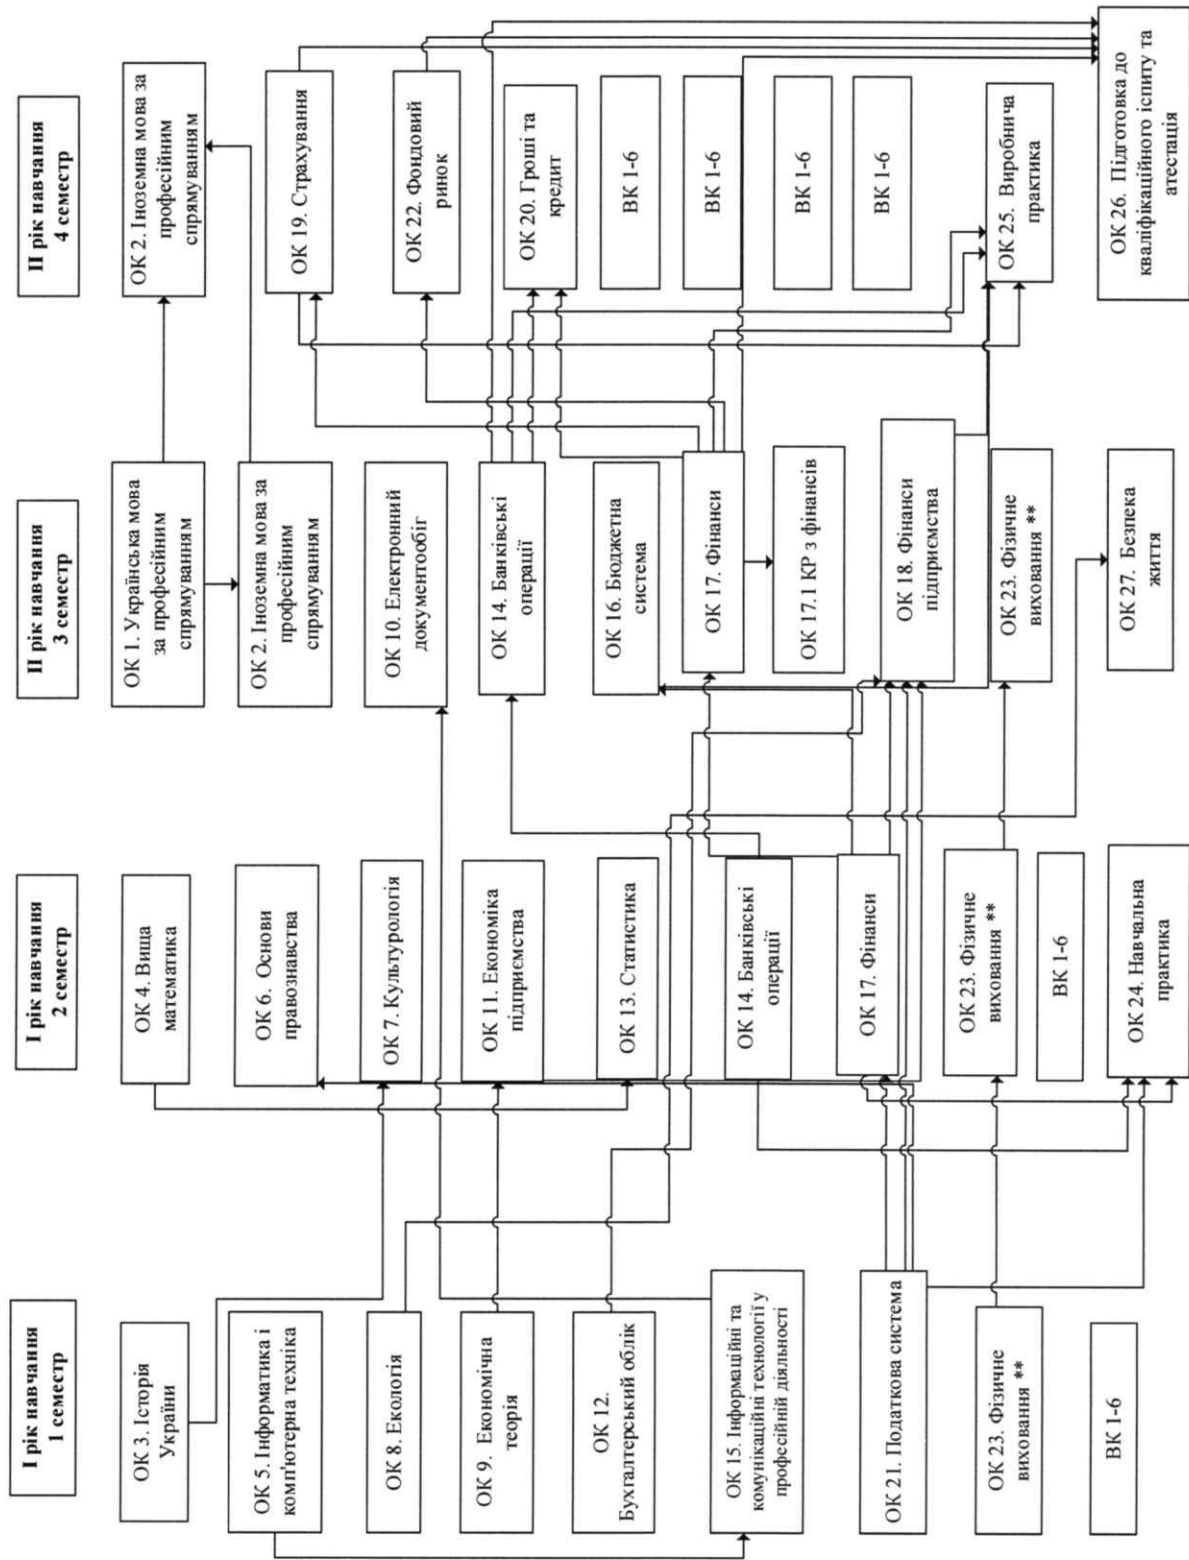 I рік навчання
1 семестр
ОК 3. Історія
України
ОК 5. Інформатика і
комп'ютерна техніка
ОК 8. Екологія
ОК 9. Економічна
теорія
ОК 12.
Бухгалтерський облік
ОК 15. Інформаційні та
комунікаційні технології у
професійній діяльності
ОК 21. Податкова система
ОК 23. Фізичне
виховання **
ВК 1-6
I рік навчання
2 семестр
ОК 4. Вища
математика
ОК 6. Основи
правознавства
ОК 7. Культурологія
ОК 11. Економіка
підприємства
ОК 13. Статистика
ОК 14. Банківські
операції
ОК 17. Фінанси
ОК 23. Фізичне
виховання **
ВК 1-6
ОК 24. Навчальна
практика
II рік навчання
3 семестр
ОК 1. Українська мова
за професійним
спрямуванням
ОК 2. Іноземна мова за
професійним
спрямуванням
ОК 10. Електронний
документообіг
ОК 14. Банківські
операції
ОК 16. Бюджетна
система
ОК 17. Фінанси
ОК 17.1 КР з фінансів
ОК 18. Фінанси
підприємства
ОК 23. Фізичне
виховання **
ОК 27. Безпека
життя
II рік навчання
4 семестр
ОК 2. Іноземна мова за
професійним
спрямуванням
ОК 19. Страхування
ОК 22. Фондовий
ринок
ОК 20. Гроші та
кредит
ВК 1-6
ВК 1-6
ВК 1-6
ВК 1-6
ОК 25. Виробнича
практика
ОК 26. Підготовка до
кваліфікаційного іспиту та
атестація